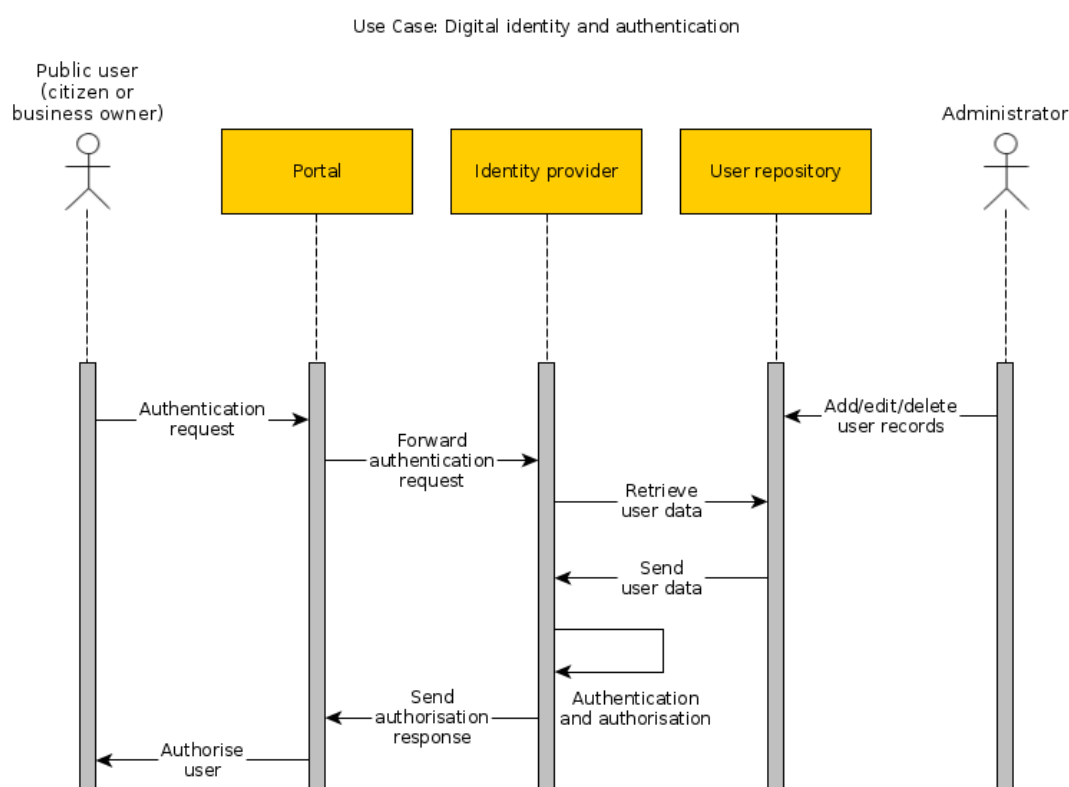 Use Case: Digital identity and authentication
Public user
(citizen or
business owner)
Administrator
Portal
Identity provider
User repository
Authentication
request
Add/edit/delete
user records
Forward
authentication
request
Retrieve
user data
Send
user data
Authentication
and authorisation
Send
authorisation
response
Authorise
user